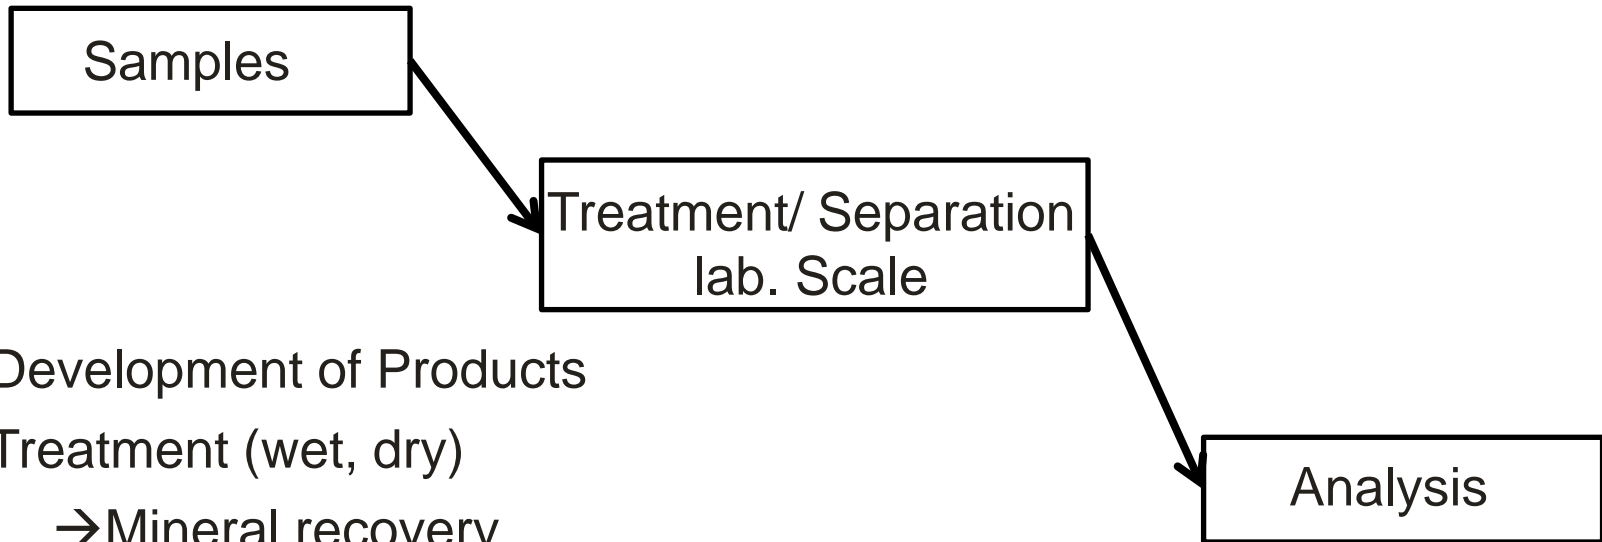 Samples
Treatment/ Separation
lab. Scale
Development of Products
Treatment (wet, dry)
→Mineral recovery
Analysis